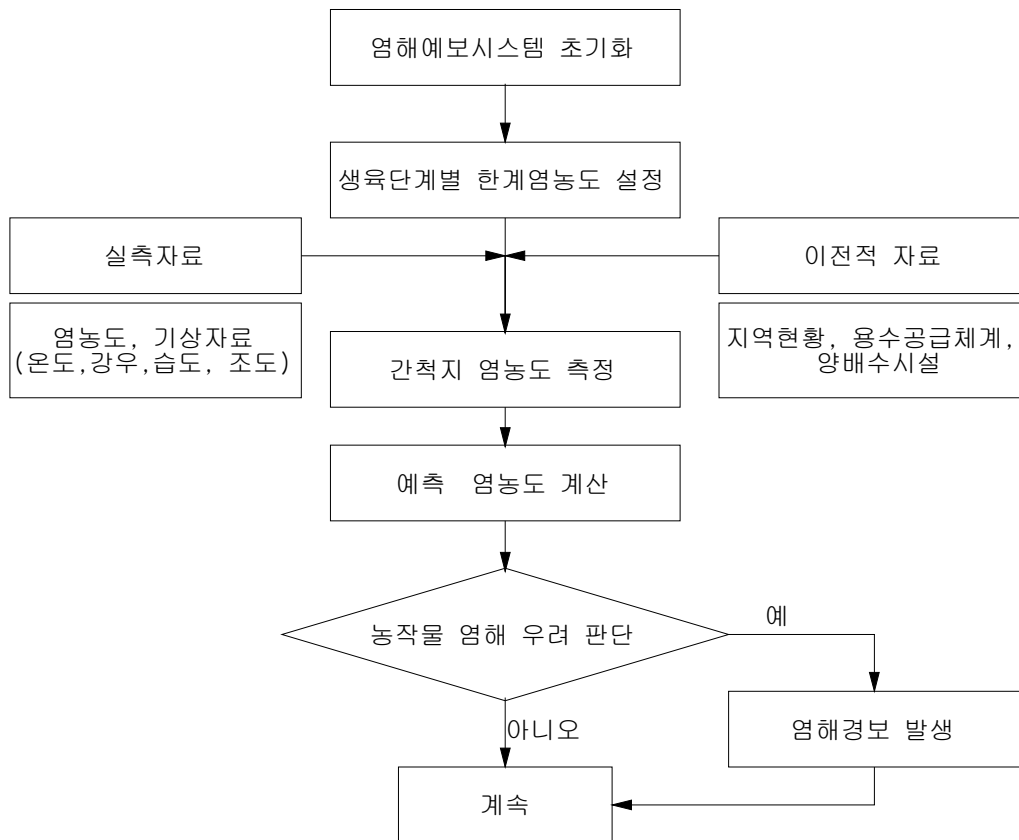 염해예보시스템 초기화
생육단계별 한계염농도 설정
실측자료
이전적 자료
염농도, 기상자료
(온도,강우,습도, 조도)
지역현황, 용수공급체계,
양배수시설
간척지 염농도 측정
예측 염농도 계산
농작물 염해 우려 판단
예
염해경보 발생
아니오
계속